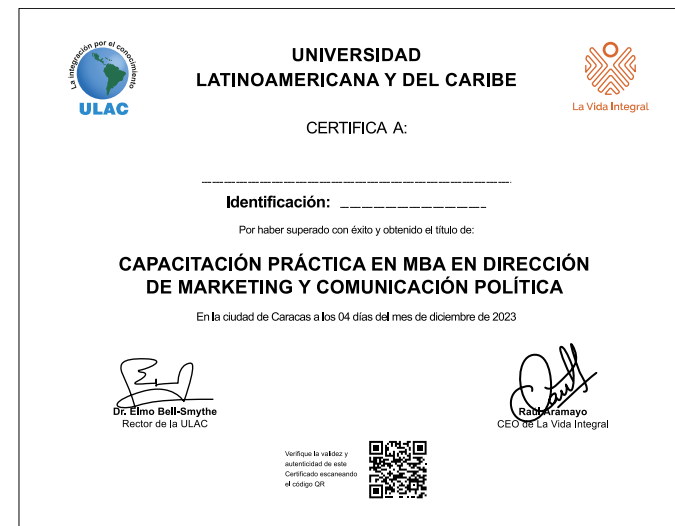 La integración por el conocimiento
ULAC
UNIVERSIDAD
LATINOAMERICANA Y DEL CARIBE
La Vida Integral
CERTIFICA A:
Identificación:
Por haber superado con éxito y obtenido el título de:
CAPACITACIÓN PRÁCTICA EN MBA EN DIRECCIÓN
DE MARKETING Y COMUNICACIÓN POLÍTICA
En la ciudad de Caracas a los 04 días del mes de diciembre de 2023
Dr. Elmo Bell-Smythe
Rector de la ULAC
Raúl Aramayo
CEO de La Vida Integral
Verifique la validez y
autenticidad de este
Certificado escaneando
el código QR